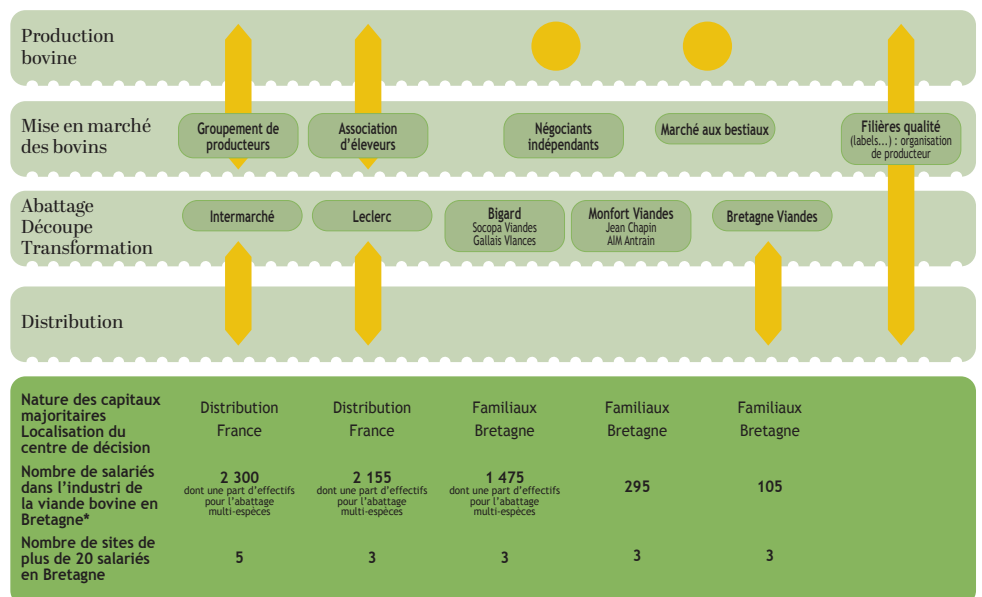 Production
bovine
Mise en marché
des bovins
Groupement de
producteurs
Association
d'éleveurs
Négociants
indépendants
Marché aux bestiaux
Filières qualité
(labels...) : organisation
de producteur
Abattage
Découpe
Transformation
Intermarché
Leclerc
Bigard
Socopa Viandes
Gallais VIances
Monfort Viandes
Jean Chapin
AIM Antrain
Bretagne Viandes
Distribution
Nature des capitaux
majoritaires
Localisation du
centre de décision
Distribution
France
Distribution
France
Familiaux
Bretagne
Familiaux
Bretagne
Familiaux
Bretagne
Nombre de salariés
dans l'industri de
la viande bovine en
Bretagne*
2 300
dont une part d'effectifs
pour l'abattage
multi-espèces
2 155
dont une part d'effectifs
pour l'abattage
multi-espèces
1 475
dont une part d'effectifs
pour l'abattage
multi-espèces
295
105
Nombre de sites de
plus de 20 salariés
en Bretagne
5
3
3
3
3